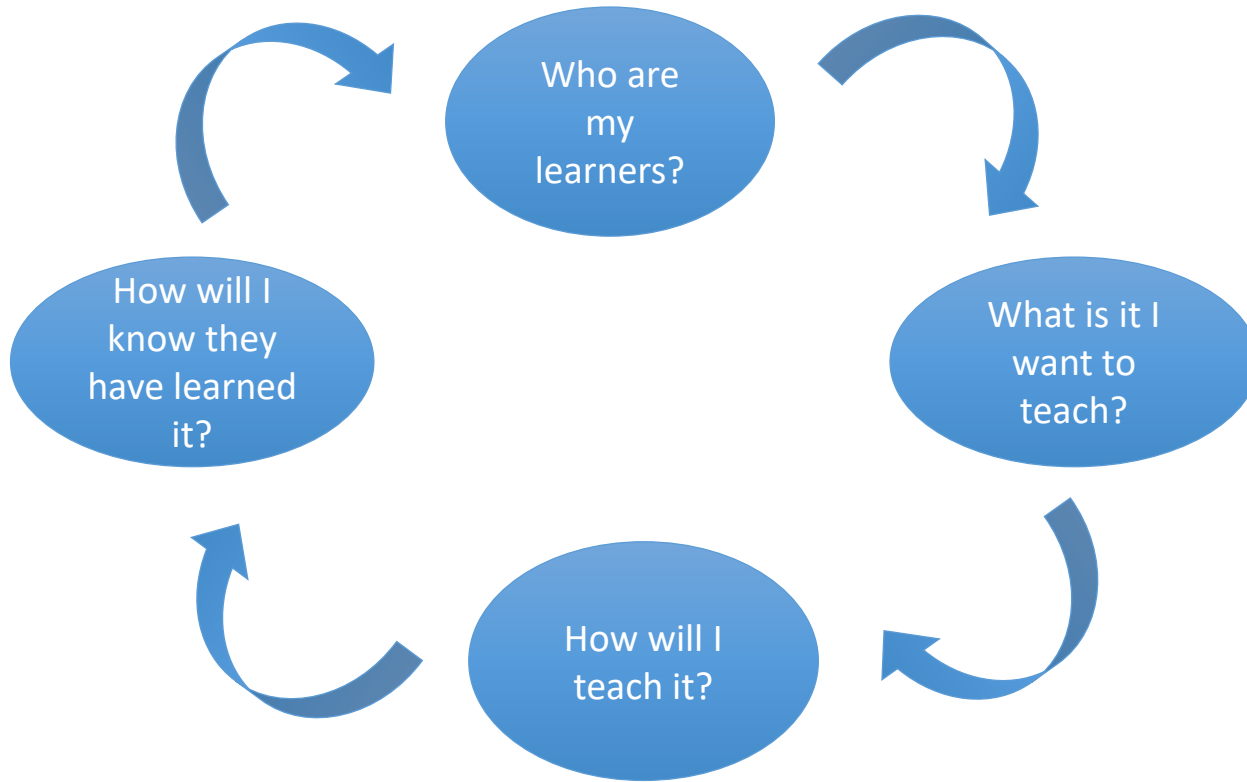 Who are
my
learners?
What is it I
want to
teach?
How will I
teach it?
How will I
know they
have learned
it?